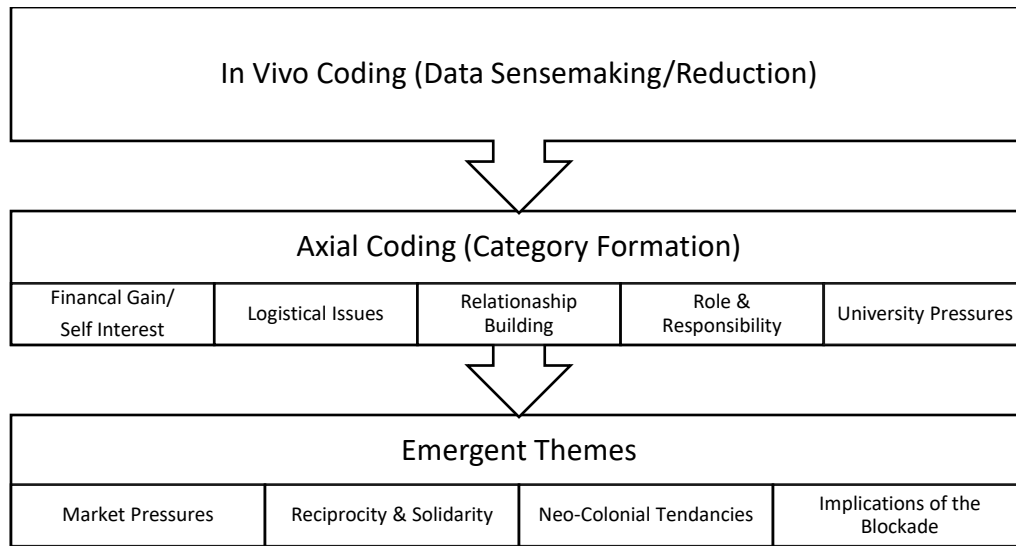 In Vivo Coding (Data Sensemaking/Reduction)
Axial Coding (Category Formation)
Financal Gain/
Self Interest
Logistical Issues
Relationaship
Building
Role &
Responsibility
University Pressures
Emergent Themes
Market Pressures
Reciprocity & Solidarity
Neo-Colonial Tendancies
Implications of the
Blockade